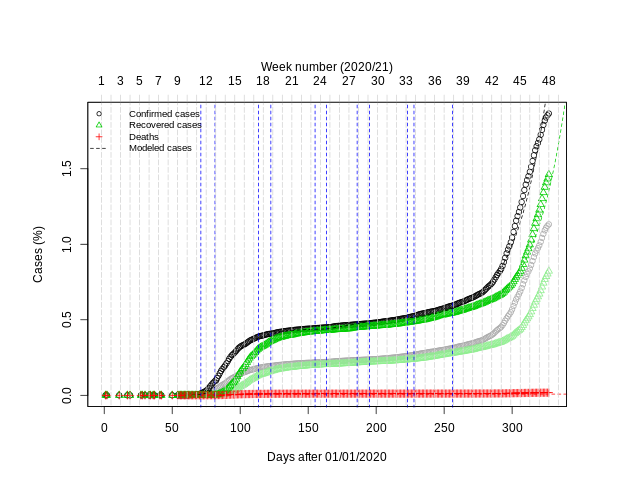 Week number (2020/21)
1 3 5 7 9 12 15 18 21 24 27 30 33 36 39 42 45 48
Confirmed cases
Recovered cases
Deaths
Modeled cases
Cases (%)
1.5
1.0
0.5
0.0
0 50 100 150 200 250 300
Days after 01/01/2020